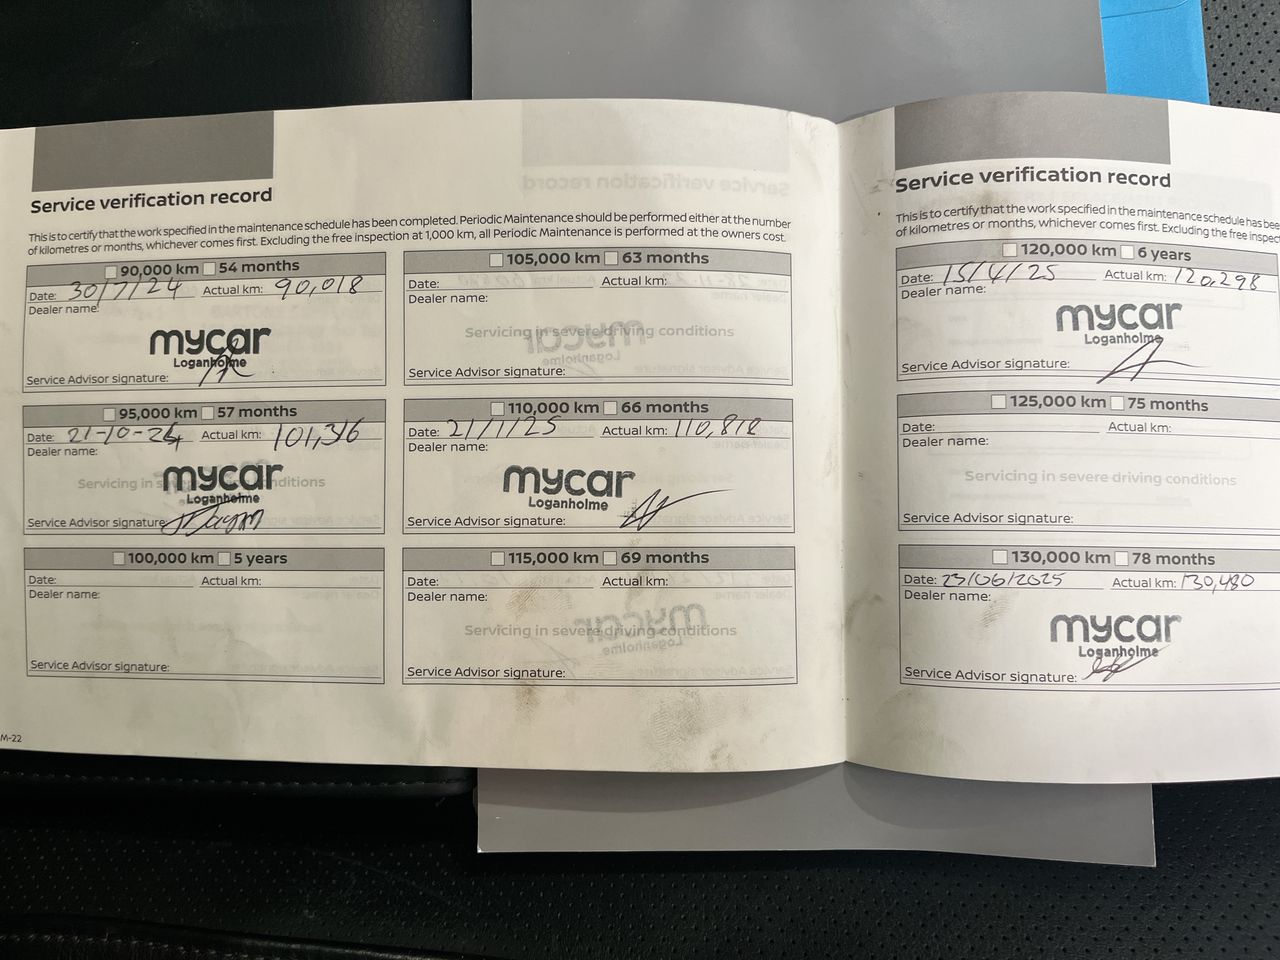 Service verification record
This is to certify that the work specified in the maintenance schedule has been completed. Periodic Maintenance should be performed either at the number
of kilometres or months, whichever comes first. Excluding the free inspection at 1,000 km, all Periodic Maintenance is performed at the owners cost.
90,000 km 54 months
Date: 30/7/24 Actual km: 90,018
Dealer name:
mycar
Loganholme
Service Advisor signature:
95,000 km 57 months
Date: 21-10-24 Actual km: 101,316
Dealer name:
Servicing in conditions
mycar
Loganholme
Service Advisor signature:
100,000 km 5 years
Date: Actual km:
Dealer name:
Service Advisor signature:
105,000 km 63 months
Date: Actual km:
Dealer name:
Servicing in severe driving conditions
Service Advisor signature:
110,000 km 66 months
Date: 21/1/25 Actual km: 110,818
Dealer name:
mycar
Loganholme
Service Advisor signature:
115,000 km 69 months
Date: Actual km:
Dealer name:
Servicing in severe driving conditions
Service Advisor signature:
M-22
Service verification record
This is to certify that the work specified in the maintenance schedule has
of kilometres or months, whichever comes first. Excluding the free
120,000 km 6 years
Date: 15/4/25 Actual km: 120,298
Dealer name:
mycar
Loganholme
Service Advisor signature:
125,000 km 75 months
Date: Actual km:
Dealer name:
Servicing in severe driving conditions
Service Advisor signature:
130,000 km 78 months
Date: 23/06/2025 Actual km: 130,480
Dealer name:
mycar
Loganholme
Service Advisor signature: